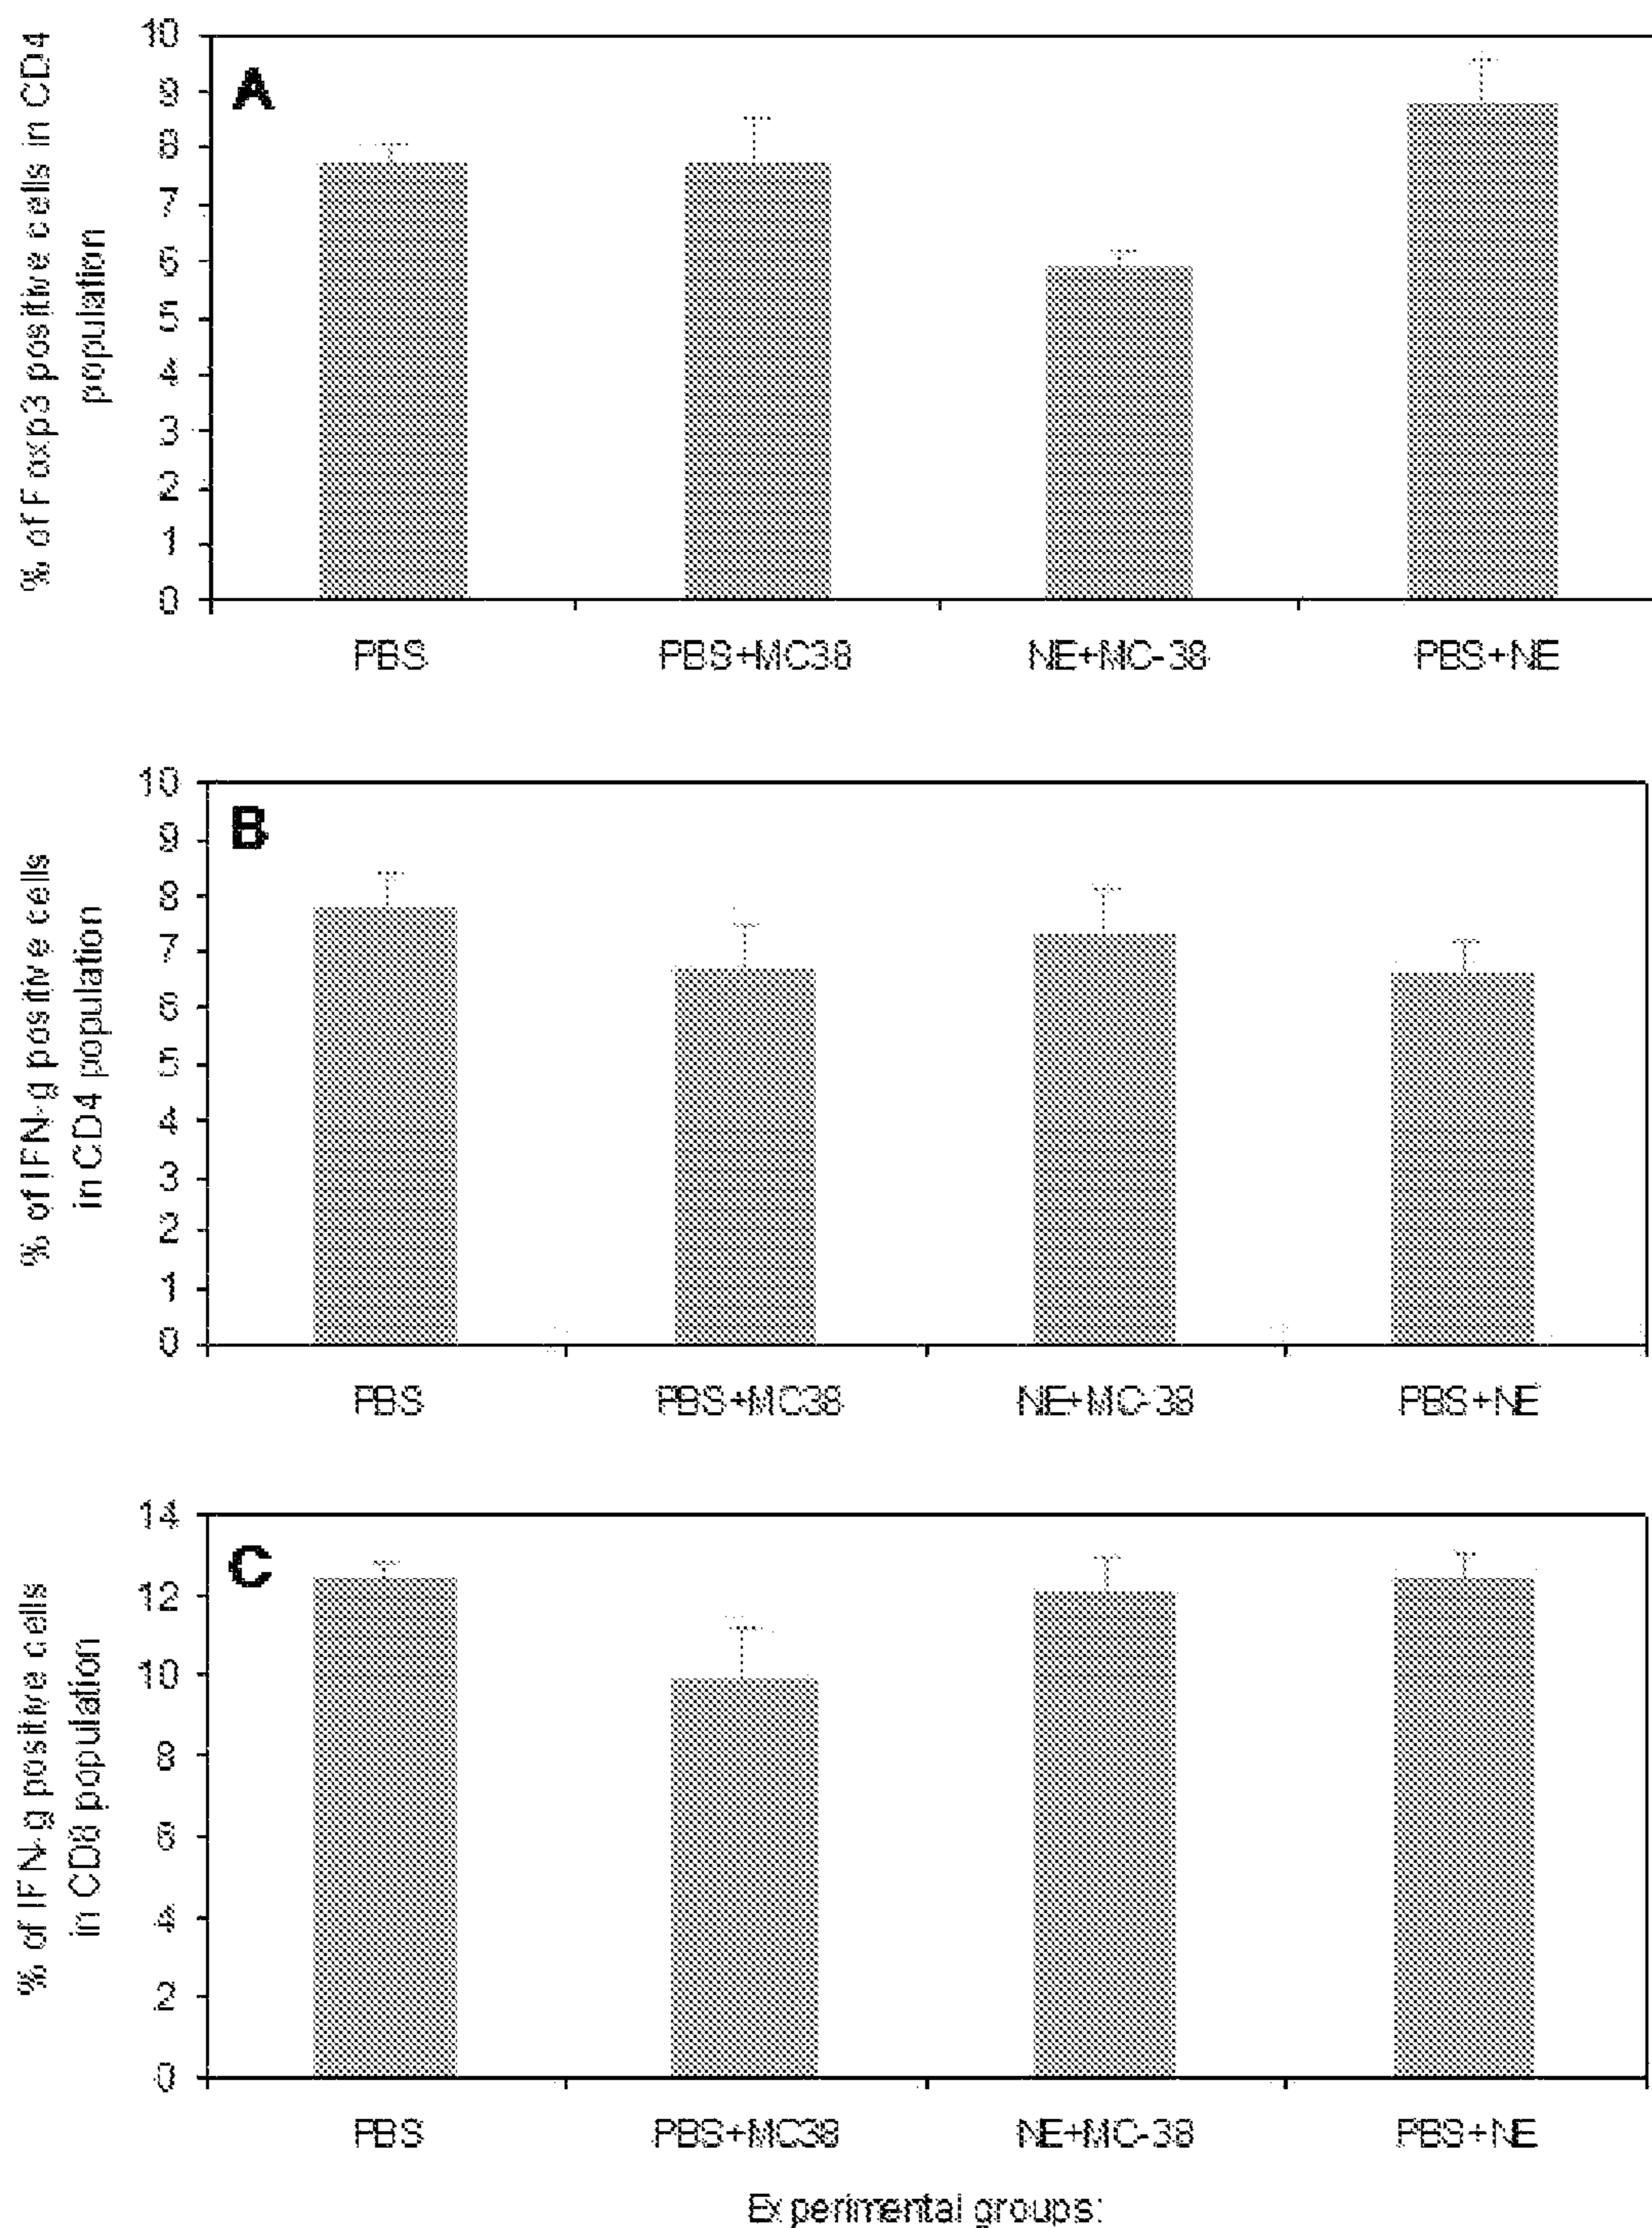 % of Foxp3 positive cells in CD4
population
A
10
9
8
7
6
5
4
3
2
1
0
PBS PBS+MC38 NE+MC-38 PBS+NE
% of IFN-g positive cells
in CD4 population
B
10
9
8
7
6
5
4
3
2
1
0
PBS PBS+MC38 NE+MC-38 PBS+NE
% of IFN-g positive cells
in CD8 population
C
14
12
10
8
6
4
2
0
PBS PBS+MC38 NE+MC-38 PBS+NE
Experimental groups: